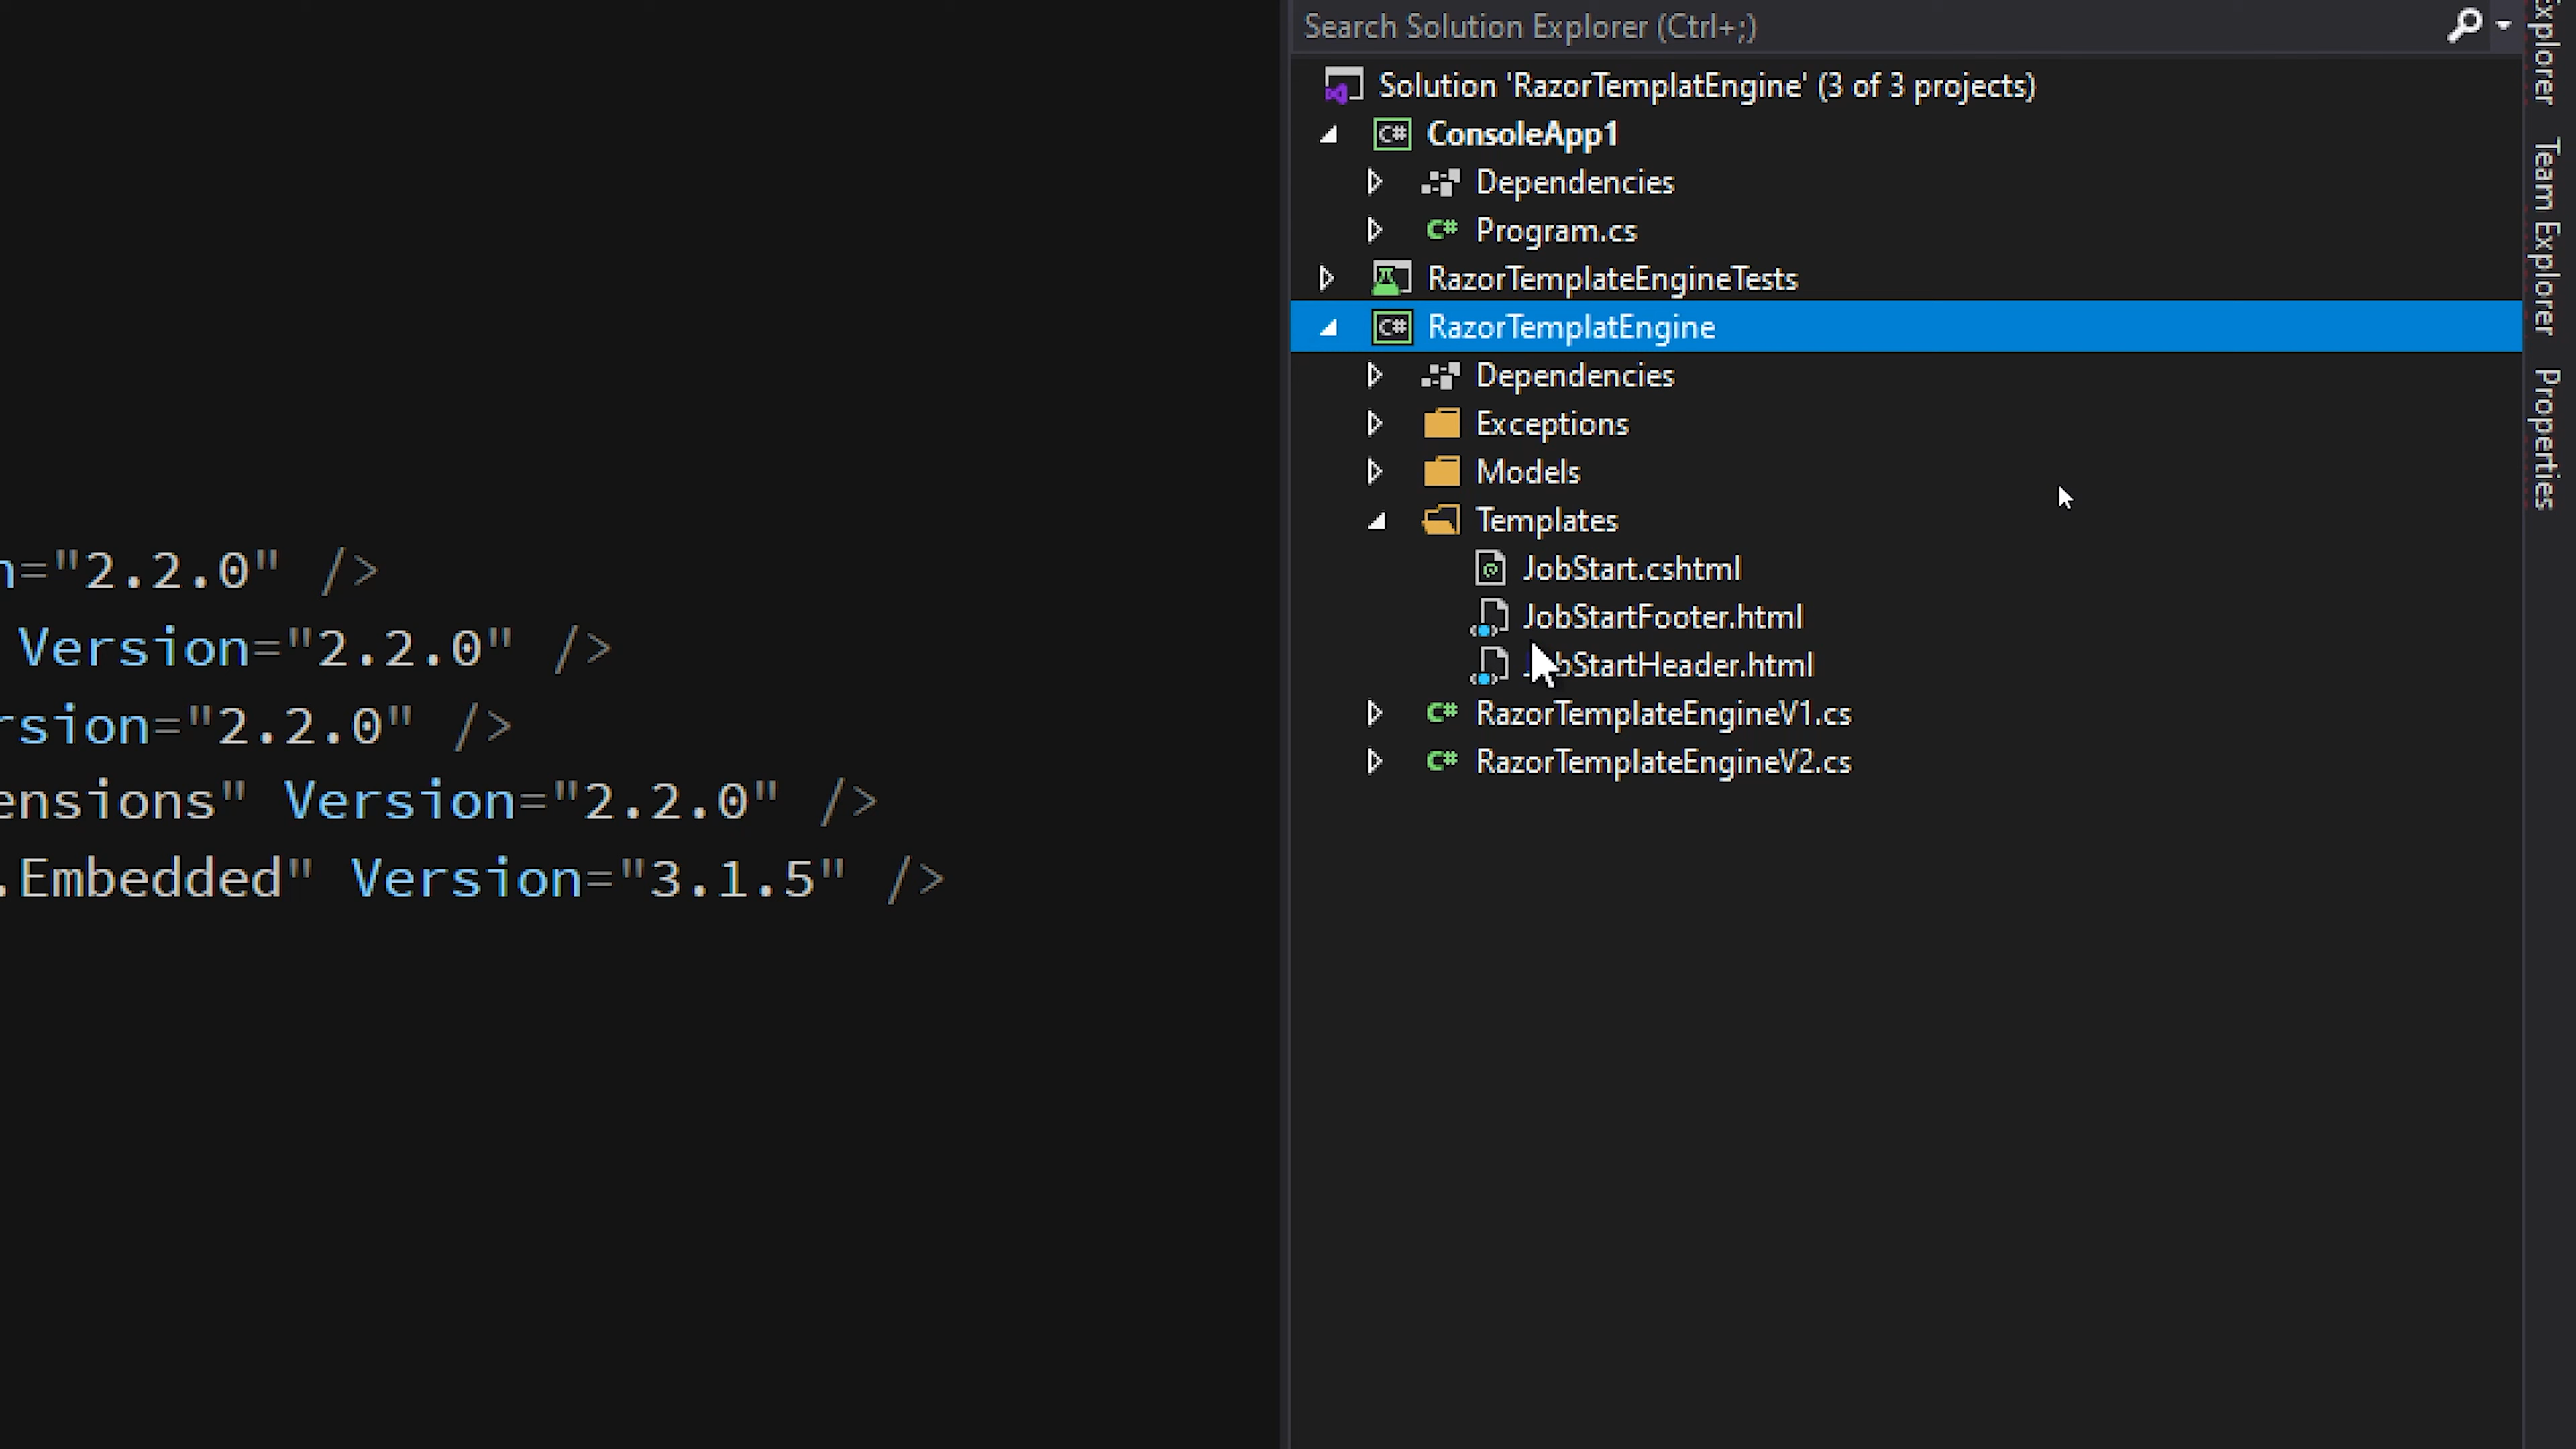 n="2.2.0" />
Version="2.2.0" />
rsion="2.2.0" />
ensions" Version="2.2.0" />
.Embedded" Version="3.1.5" />
Search Solution Explorer (Ctrl+;)
Solution 'RazorTemplatEngine' (3 of 3 projects)
C# ConsoleApp1
Dependencies
C# Program.cs
RazorTemplateEngineTests
C# RazorTemplatEngine
Dependencies
Exceptions
Models
Templates
JobStart.cshtml
JobStartFooter.html
JobStartHeader.html
C# RazorTemplateEngineV1.cs
C# RazorTemplateEngineV2.cs
Explorer
Team Explorer
Properties